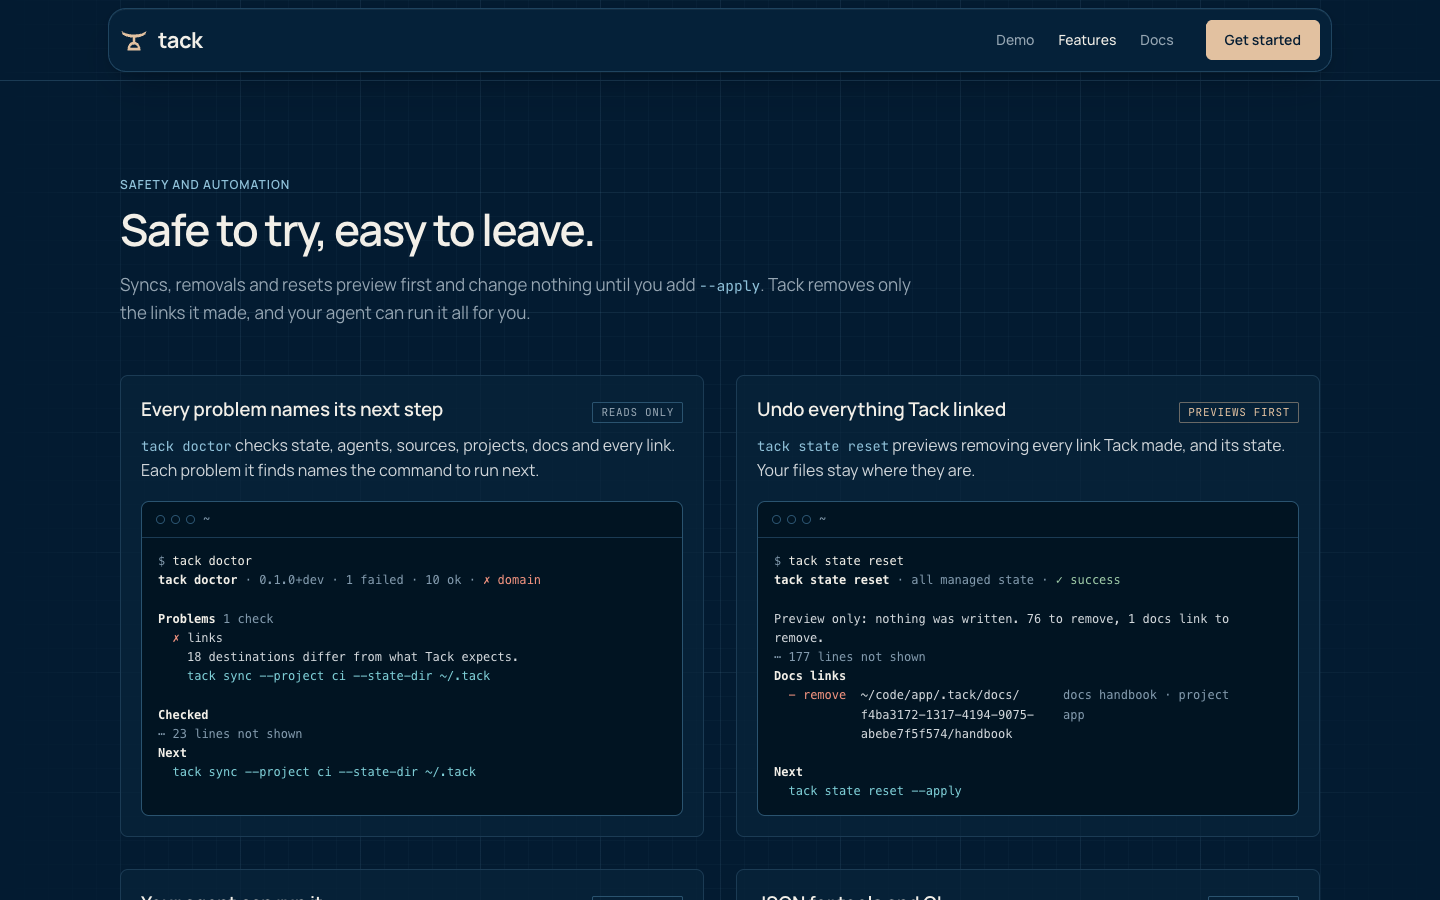 tack
Demo
Features
Docs
Get started
SAFETY AND AUTOMATION
Safe to try, easy to leave.
Syncs, removals and resets preview first and change nothing until you add --apply. Tack removes only
the links it made, and your agent can run it all for you.
Every problem names its next step
READS ONLY
tack doctor checks state, agents, sources, projects, docs and every link.
Each problem it finds names the command to run next.
~
$ tack doctor
tack doctor · 0.1.0+dev · 1 failed · 10 ok · ✗ domain
Problems 1 check
✗ links
18 destinations differ from what Tack expects.
tack sync --project ci --state-dir ~/.tack
Checked
⋯ 23 lines not shown
Next
tack sync --project ci --state-dir ~/.tack
Undo everything Tack linked
PREVIEWS FIRST
tack state reset previews removing every link Tack made, and its state.
Your files stay where they are.
~
$ tack state reset
tack state reset · all managed state · ✓ success
Preview only: nothing was written. 76 to remove, 1 docs link to
remove.
⋯ 177 lines not shown
Docs links
− remove ~/code/app/.tack/docs/ docs handbook · project
f4ba3172-1317-4194-9075- app
abebe7f5f574/handbook
Next
tack state reset --apply
Your agent can run it
JSON for tools and CI